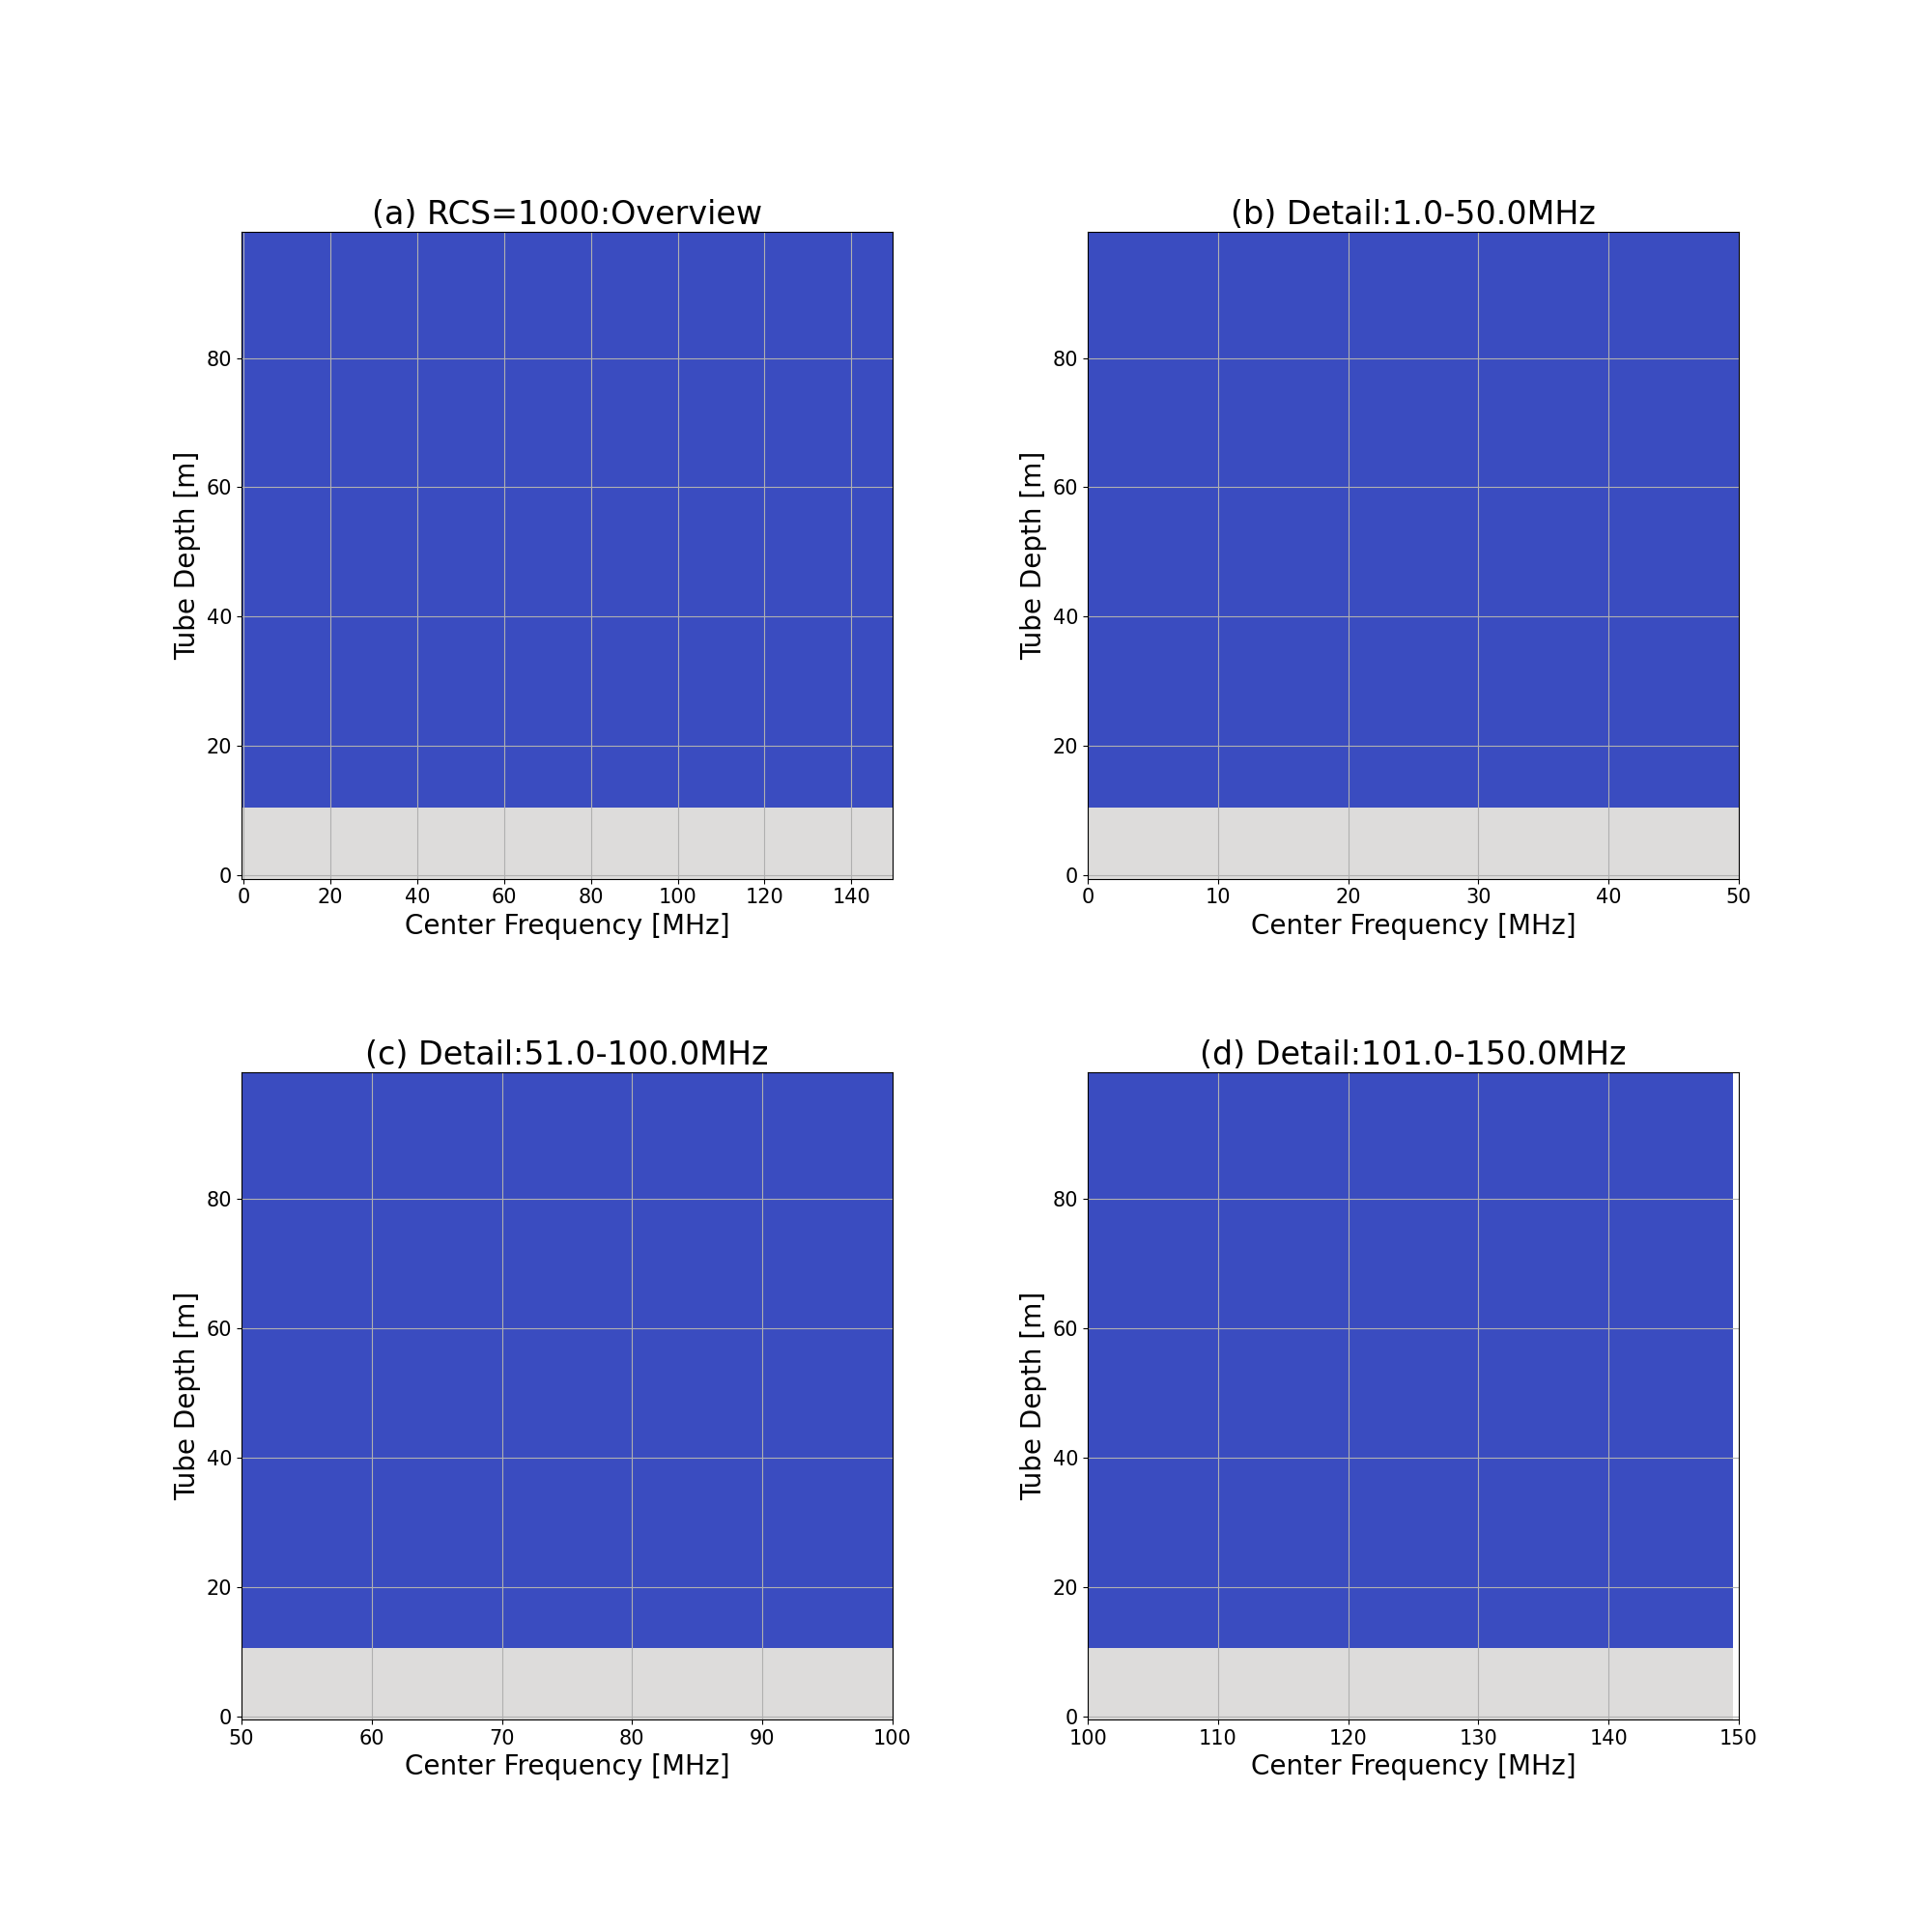 (a) RCS=1000:Overview
Tube Depth [m]
80
60
40
20
0
0 20 40 60 80 100 120 140
Center Frequency [MHz]
(b) Detail:1.0-50.0MHz
Tube Depth [m]
80
60
40
20
0
0 10 20 30 40 50
Center Frequency [MHz]
(c) Detail:51.0-100.0MHz
Tube Depth [m]
80
60
40
20
0
50 60 70 80 90 100
Center Frequency [MHz]
(d) Detail:101.0-150.0MHz
Tube Depth [m]
80
60
40
20
0
100 110 120 130 140 150
Center Frequency [MHz]